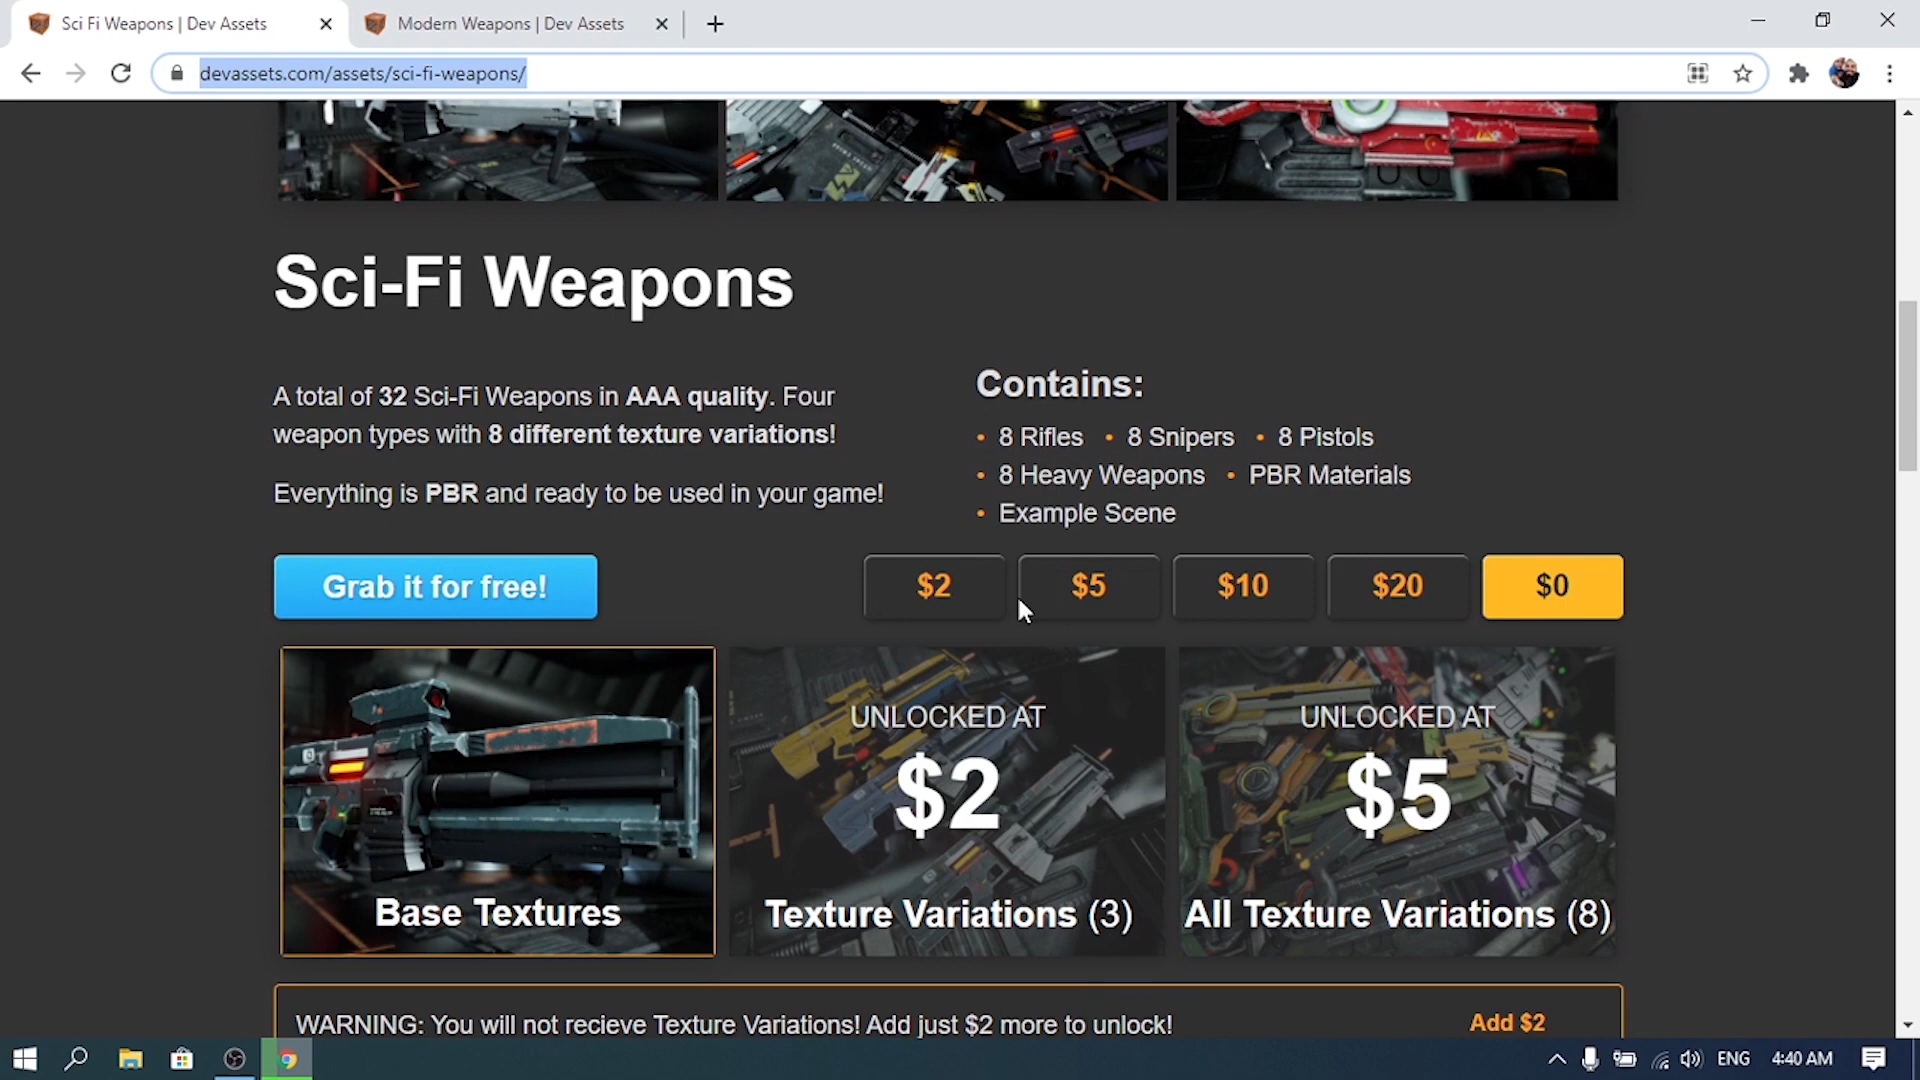 Sci Fi Weapons | Dev Assets
Modern Weapons | Dev Assets
devassets.com/assets/sci-fi-weapons/
Sci-Fi Weapons
A total of 32 Sci-Fi Weapons in AAA quality. Four
weapon types with 8 different texture variations!
Everything is PBR and ready to be used in your game!
Contains:
• 8 Rifles • 8 Snipers • 8 Pistols
• 8 Heavy Weapons • PBR Materials
• Example Scene
Grab it for free!
$2
$5
$10
$20
$0
Base Textures
UNLOCKED AT
$2
Texture Variations (3)
UNLOCKED AT
$5
All Texture Variations (8)
WARNING: You will not recieve Texture Variations! Add just $2 more to unlock!
Add $2
ENG
4:40 AM